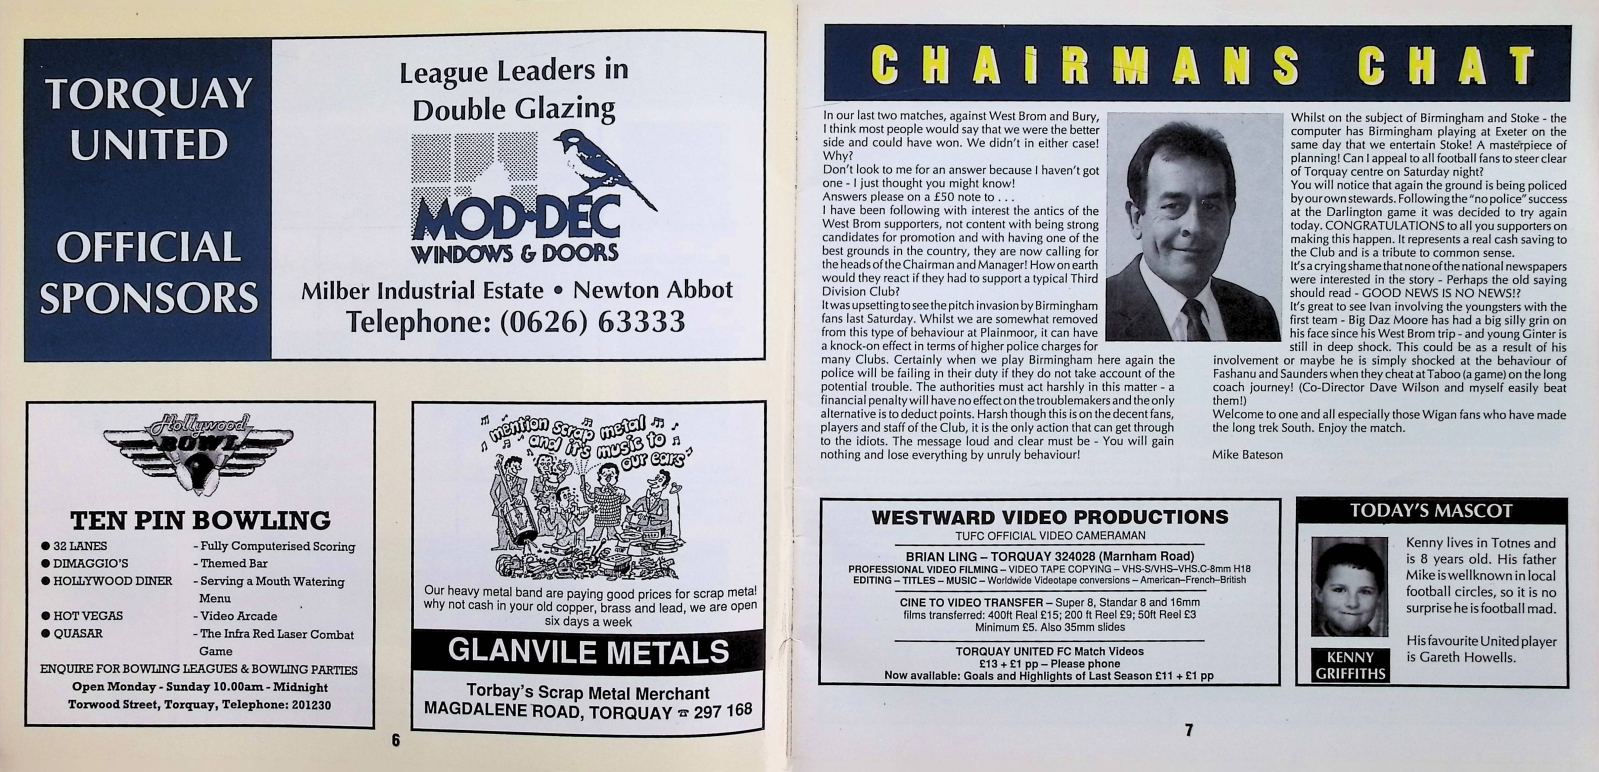 TORQUAY
UNITED
OFFICIAL
SPONSORS
League Leaders in
Double Glazing
MOD-DEC
WINDOWS & DOORS
Milber Industrial Estate • Newton Abbot
Telephone: (0626) 63333
Hollywood
BOWL
TEN PIN BOWLING
● 32 LANES - Fully Computerised Scoring
● DIMAGGIO'S - Themed Bar
● HOLLYWOOD DINER - Serving a Mouth Watering
Menu
● HOT VEGAS - Video Arcade
● QUASAR - The Infra Red Laser Combat
Game
ENQUIRE FOR BOWLING LEAGUES & BOWLING PARTIES
Open Monday - Sunday 10.00am - Midnight
Torwood Street, Torquay, Telephone: 201230
mention scrap metal
and it's music to
our ears
Our heavy metal band are paying good prices for scrap metal
why not cash in your old copper, brass and lead, we are open
six days a week
GLANVILE METALS
Torbay's Scrap Metal Merchant
MAGDALENE ROAD, TORQUAY ☎ 297 168
6
CHAIRMANS CHAT
In our last two matches, against West Brom and Bury,
I think most people would say that we were the better
side and could have won. We didn't in either case!
Why?
Don't look to me for an answer because I haven't got
one - I just thought you might know!
Answers please on a £50 note to . . .
I have been following with interest the antics of the
West Brom supporters, not content with being strong
candidates for promotion and with having one of the
best grounds in the country, they are now calling for
the heads of the Chairman and Manager! How on earth
would they react if they had to support a typical Third
Division Club?
It was upsetting to see the pitch invasion by Birmingham
fans last Saturday. Whilst we are somewhat removed
from this type of behaviour at Plainmoor, it can have
a knock-on effect in terms of higher police charges for
many Clubs. Certainly when we play Birmingham here again the
police will be failing in their duty if they do not take account of the
potential trouble. The authorities must act harshly in this matter - a
financial penalty will have no effect on the troublemakers and the only
alternative is to deduct points. Harsh though this is on the decent fans,
players and staff of the Club, it is the only action that can get through
to the idiots. The message loud and clear must be - You will gain
nothing and lose everything by unruly behaviour!
Whilst on the subject of Birmingham and Stoke - the
computer has Birmingham playing at Exeter on the
same day that we entertain Stoke! A masterpiece of
planning! Can I appeal to all football fans to steer clear
of Torquay centre on Saturday night?
You will notice that again the ground is being policed
by our own stewards. Following the "no police" success
at the Darlington game it was decided to try again
today. CONGRATULATIONS to all you supporters on
making this happen. It represents a real cash saving to
the Club and is a tribute to common sense.
It's a crying shame that none of the national newspapers
were interested in the story - Perhaps the old saying
should read - GOOD NEWS IS NO NEWS!?
It's great to see Ivan involving the youngsters with the
first team - Big Daz Moore has had a big silly grin on
his face since his West Brom trip - and young Ginter is
still in deep shock. This could be as a result of his
involvement or maybe he is simply shocked at the behaviour of
Fashanu and Saunders when they cheat at Taboo (a game) on the long
coach journey! (Co-Director Dave Wilson and myself easily beat
them!)
Welcome to one and all especially those Wigan fans who have made
the long trek South. Enjoy the match.
Mike Bateson
WESTWARD VIDEO PRODUCTIONS
TUFC OFFICIAL VIDEO CAMERAMAN
BRIAN LING – TORQUAY 324028 (Marnham Road)
PROFESSIONAL VIDEO FILMING – VIDEO TAPE COPYING – VHS-S/VHS–VHS.C-8mm H18
EDITING – TITLES – MUSIC – Worldwide Videotape conversions – American–French–British
CINE TO VIDEO TRANSFER – Super 8, Standar 8 and 16mm
films transferred: 400ft Real £15; 200 ft Reel £9; 50ft Reel £3
Minimum £5. Also 35mm slides
TORQUAY UNITED FC Match Videos
£13 + £1 pp – Please phone
Now available: Goals and Highlights of Last Season £11 + £1 pp
TODAY'S MASCOT
Kenny lives in Totnes and
is 8 years old. His father
Mike is wellknown in local
football circles, so it is no
surprise he is football mad.
His favourite United player
is Gareth Howells.
KENNY
GRIFFITHS
7